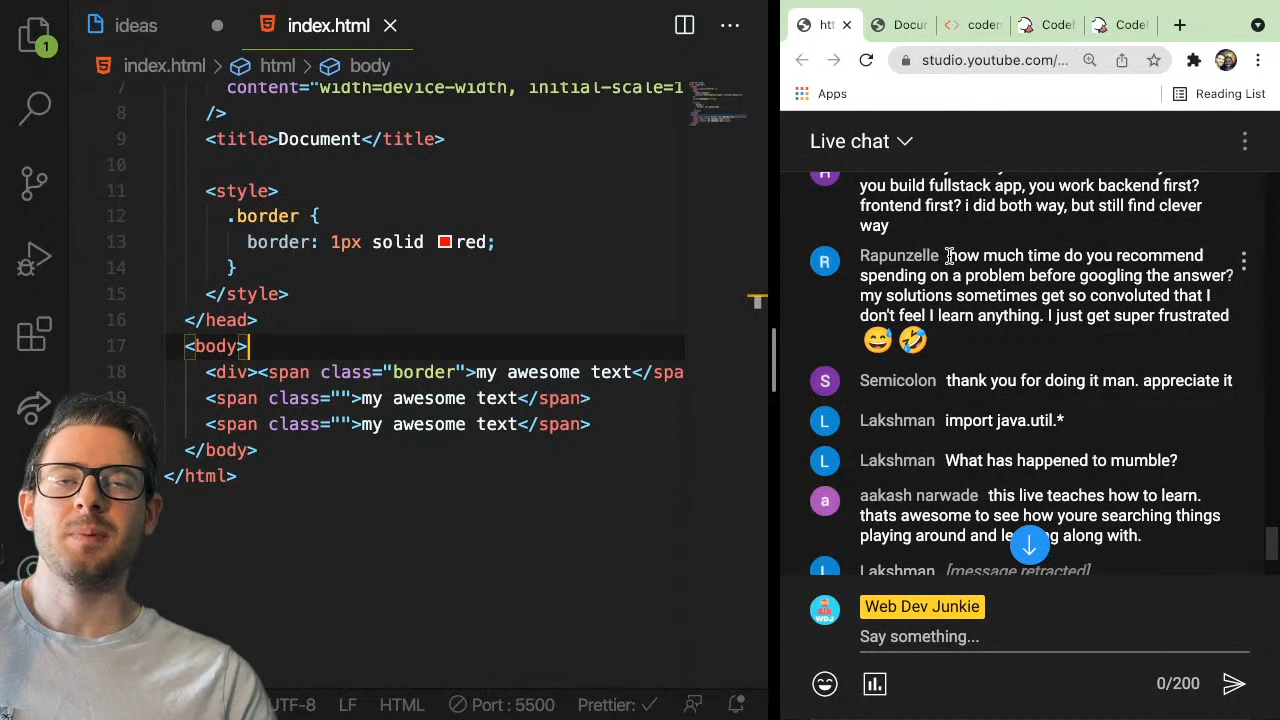 1
ideas
index.html
index.html
html
body
7
content="width=device-width, initial-scale=1
8
/>
9
<title>Document</title>
10
11
<style>
12
.border {
13
border: 1px solid red;
14
}
15
</style>
16
</head>
17
<body>
18
<div><span class="border">my awesome text</spa
19
<span class="">my awesome text</span>
<span class="">my awesome text</span>
</body>
</html>
UTF-8
LF
HTML
Port : 5500
Prettier:
htt
Docur
coden
CodeI
CodeI
studio.youtube.com/...
Apps
Reading List
Live chat
you build fullstack app, you work backend first?
frontend first? i did both way, but still find clever
way
R
Rapunzelle how much time do you recommend
spending on a problem before googling the answer?
my solutions sometimes get so convoluted that I
don't feel I learn anything. I just get super frustrated
S
Semicolon thank you for doing it man. appreciate it
L
Lakshman import java.util.*
L
Lakshman What has happened to mumble?
a
aakash narwade this live teaches how to learn.
thats awesome to see how youre searching things
playing around and along with.
Lakshman [message retracted]
WDJ
Web Dev Junkie
Say something...
0/200